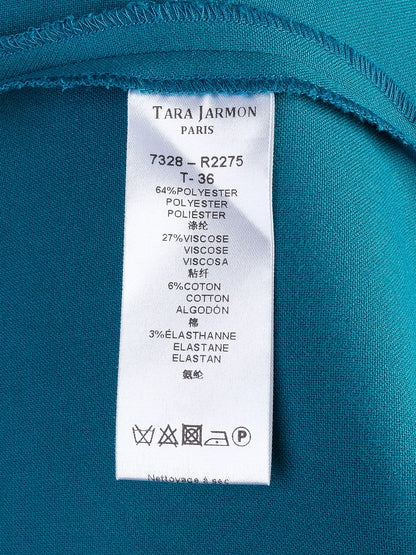 TARA JARMON
PARIS
7328 - R2275
T- 36
64%POLYESTER
POLYESTER
POLIÉSTER
涤纶
27%VISCOSE
VISCOSE
VISCOSA
粘纤
6%COTTON
COTTON
ALGODÓN
棉
3%ÉLASTHANNE
ELASTANE
ELASTAN
氨纶
P
Nettoyage à sec